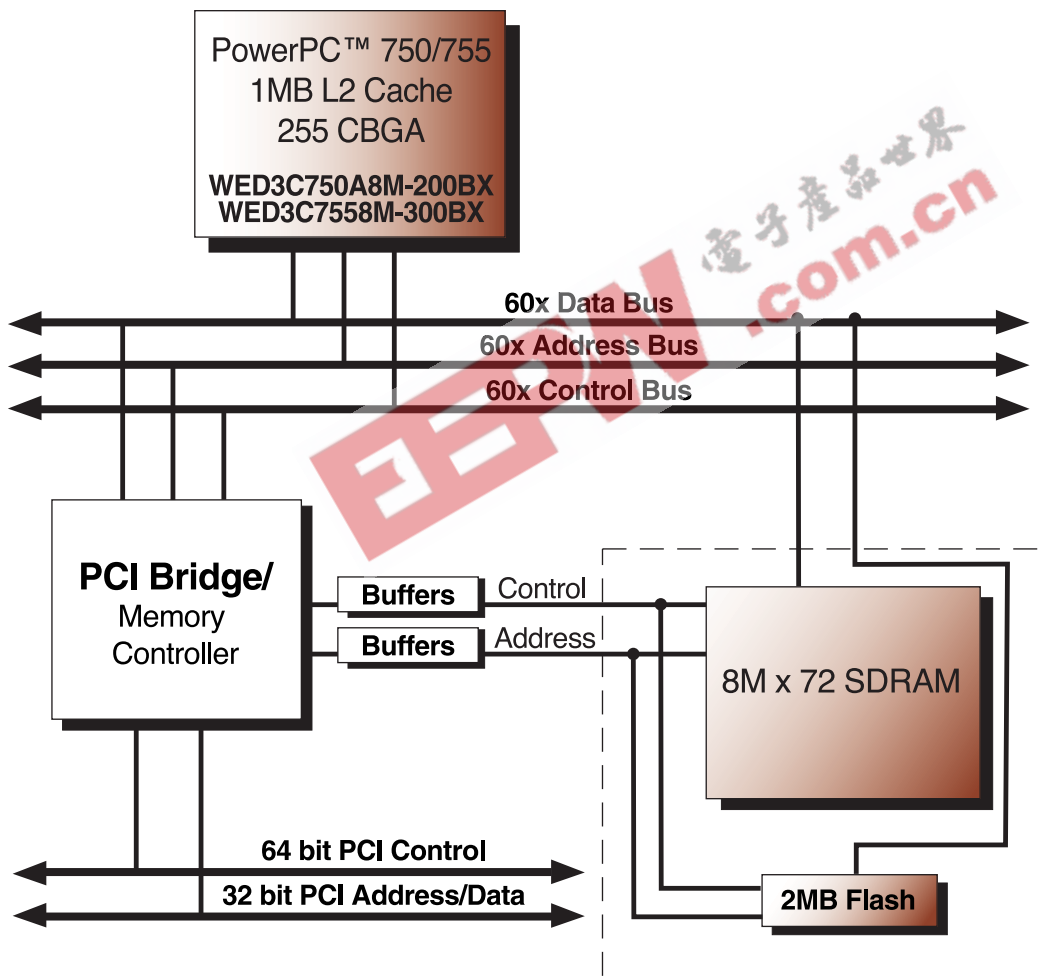 PowerPC™ 750/755
1MB L2 Cache
255 CBGA
WED3C750A8M-200BX
WED3C7558M-300BX
電子產品世界
.com.cn
EEPW
60x Data Bus
60x Address Bus
60x Control Bus
PCI Bridge/
Memory
Controller
Buffers
Control
Buffers
Address
8M x 72 SDRAM
64 bit PCI Control
32 bit PCI Address/Data
2MB Flash